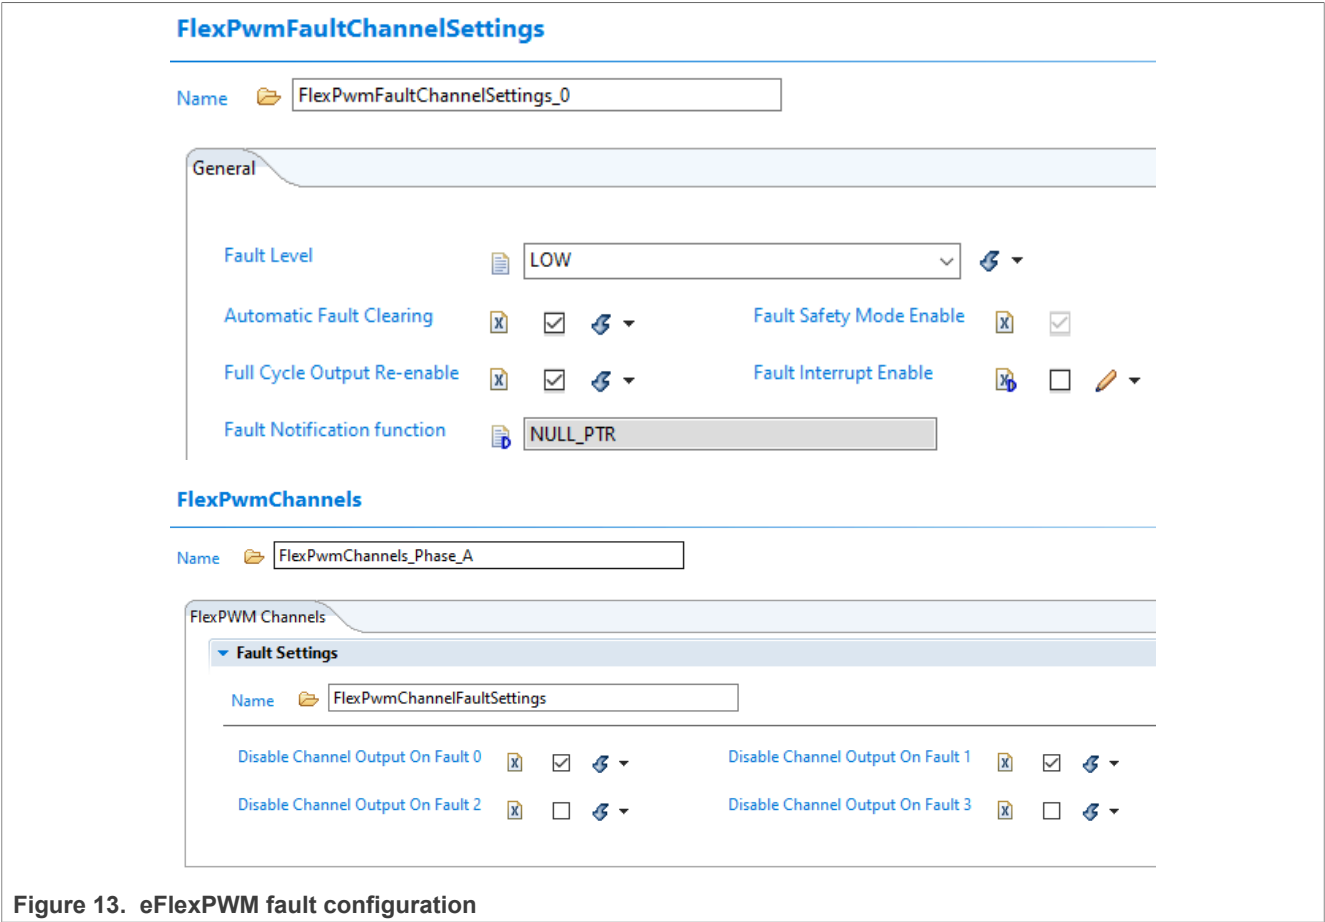 FlexPwmFaultChannelSettings
Name FlexPwmFaultChannelSettings_0
General
Fault Level LOW
Automatic Fault Clearing Fault Safety Mode Enable
Full Cycle Output Re-enable Fault Interrupt Enable
Fault Notification function NULL_PTR
FlexPwmChannels
Name FlexPwmChannels_Phase_A
FlexPWM Channels
Fault Settings
Name FlexPwmChannelFaultSettings
Disable Channel Output On Fault 0 Disable Channel Output On Fault 1
Disable Channel Output On Fault 2 Disable Channel Output On Fault 3
Figure 13. eFlexPWM fault configuration